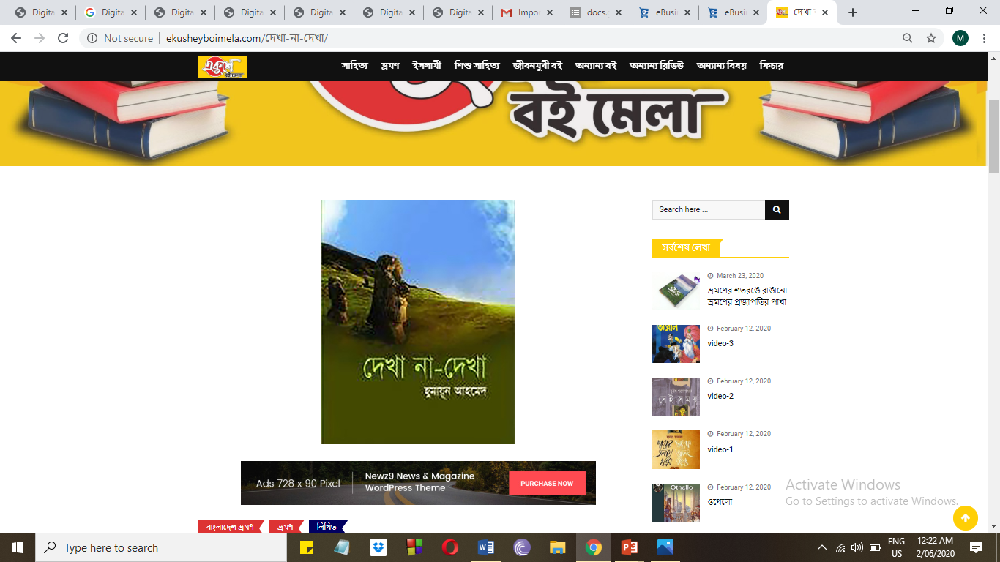 Digita
Digita
Digita
Digita
Digita
Digita
Digita
Impor
eBusin
eBusin
Not secure
ekusheyboimela.com/দেখা-না-দেখা/
M
একুশে
বই মেলা
সাহিত্য ভ্রমণ ইসলামী শিশু সাহিত্য জীবনমুখী বই অন্যান্য বই অন্যান্য রিভিউ অন্যান্য বিষয় ফিচার
বই মেলা
দেখা না-দেখা
হুমায়ূন আহমেদ
Ads 728 x 90 Pixel
Newz9 News & Magazine
WordPress Theme
PURCHASE NOW
বাংলাদেশ ভ্রমণ ভ্রমণ লিখিত
Search here ...
সর্বশেষ লেখা
March 23, 2020
ভ্রমণের শতরঙে রাঙানো
ভ্রমণের প্রজাপতির পাখা
February 12, 2020
video-3
February 12, 2020
video-2
সেই সময়
February 12, 2020
video-1
Othello
February 12, 2020
ওথেলো
Activate Windows
Go to Settings to activate Windows.
Type here to search
ENG
US
12:22 AM
2/06/2020